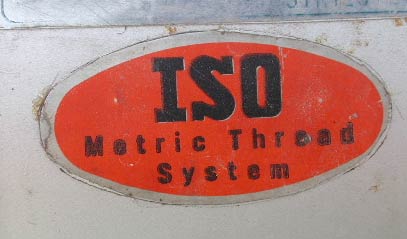 ISO
Metric Thread
System